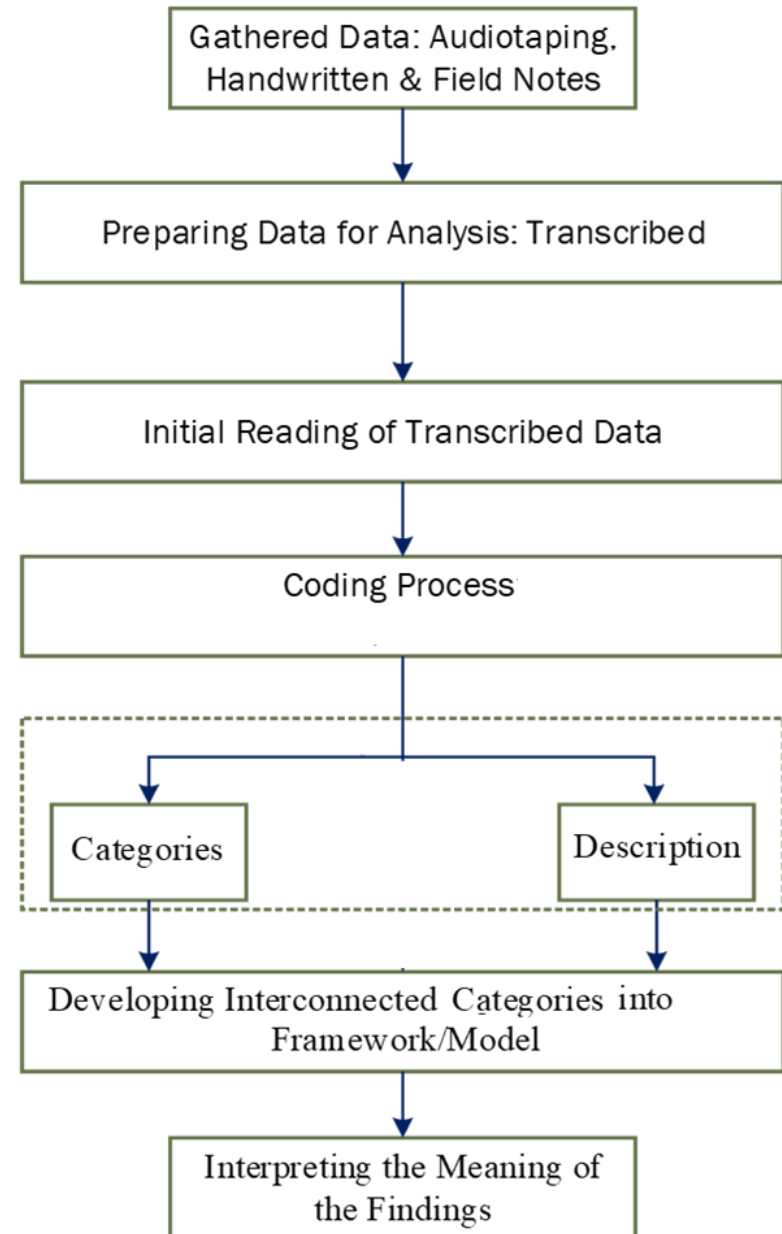 Gathered Data: Audiotaping,
Handwritten & Field Notes
Preparing Data for Analysis: Transcribed
Initial Reading of Transcribed Data
Coding Process
Categories
Description
Developing Interconnected Categories into
Framework/Model
Interpreting the Meaning of
the Findings